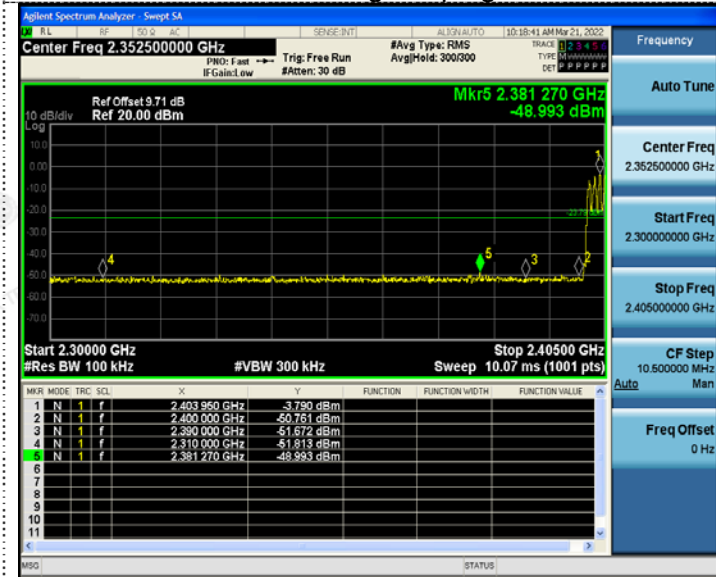 Agilent Spectrum Analyzer - Swept SA
RL RF 50 Ω AC SENSE:INT ALIGNAUTO 10:18:41 AM Mar 21, 2022
Center Freq 2.352500000 GHz
PNO: Fast Trig: Free Run
IFGain:Low #Atten: 30 dB
#Avg Type: RMS
Avg|Hold: 300/300
TRACE 1 2 3 4 5 6
TYPE
DET P P P P P P
Ref Offset 9.71 dB
10 dB/div Ref 20.00 dBm
Log
Mkr5 2.381 270 GHz
-48.993 dBm
10.0
0.00
-10.0
-20.0
-30.0
-40.0
-50.0
-60.0
-70.0
1
4
5
3
2
Start 2.30000 GHz Stop 2.40500 GHz
#Res BW 100 kHz #VBW 300 kHz Sweep 10.07 ms (1001 pts)
MKR MODE TRC SCL X Y FUNCTION FUNCTION WIDTH FUNCTION VALUE
1 N 1 f 2.403 950 GHz -3.790 dBm
2 N 1 f 2.400 000 GHz -50.761 dBm
3 N 1 f 2.390 000 GHz -51.672 dBm
4 N 1 f 2.310 000 GHz -51.813 dBm
5 N 1 f 2.381 270 GHz -48.993 dBm
6
7
8
9
10
11
MSG STATUS
Frequency
Auto Tune
Center Freq
2.352500000 GHz
Start Freq
2.300000000 GHz
Stop Freq
2.405000000 GHz
CF Step
10.500000 MHz
Auto Man
Freq Offset
0 Hz